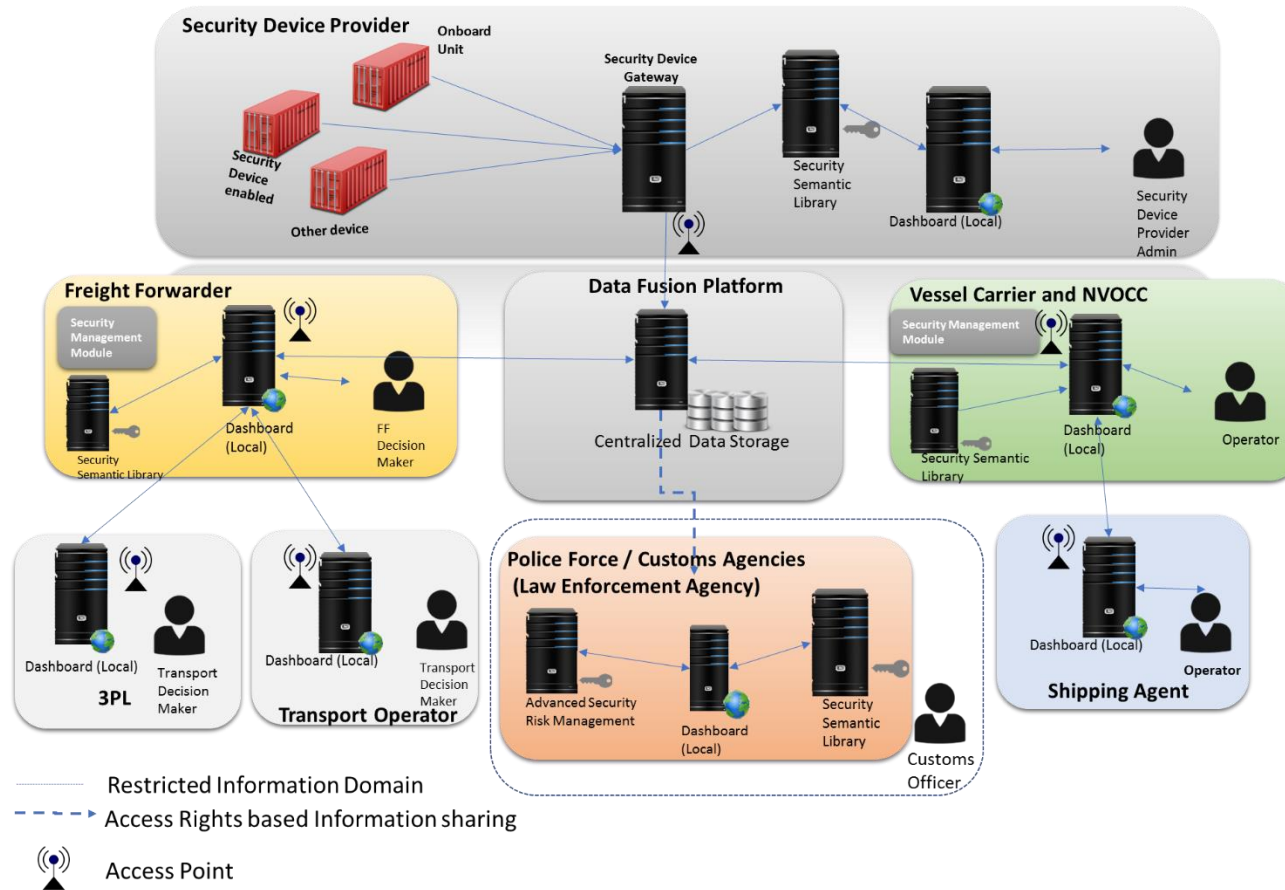 Security Device Provider
Onboard
Unit
Security Device
Gateway
Security
Device
enabled
Other device
Security
Semantic
Library
Dashboard (Local)
Security
Device
Provider
Admin
Freight Forwarder
Security
Management
Module
Security
Semantic Library
Dashboard
(Local)
FF
Decision
Maker
Data Fusion Platform
Centralized Data Storage
Vessel Carrier and NVOCC
Security Management
Module
Security Semantic
Library
Dashboard
(Local)
Operator
Dashboard (Local)
3PL
Transport
Decision
Maker
Dashboard (Local)
Transport
Decision
Maker
Transport Operator
Police Force / Customs Agencies
(Law Enforcement Agency)
Advanced Security
Risk Management
Dashboard
(Local)
Security
Semantic
Library
Customs
Officer
Dashboard (Local)
Operator
Shipping Agent
Restricted Information Domain
Access Rights based Information sharing
Access Point